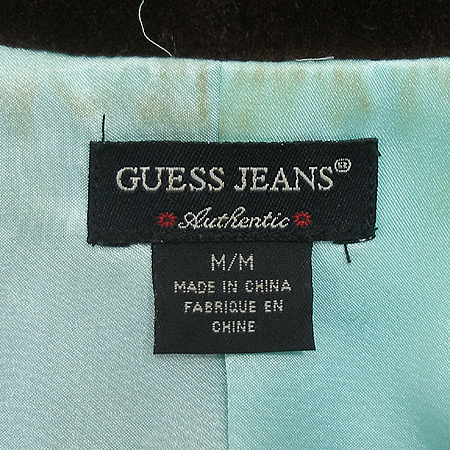 GUESS JEANS®
Authentic
M/M
MADE IN CHINA
FABRIQUE EN
CHINE